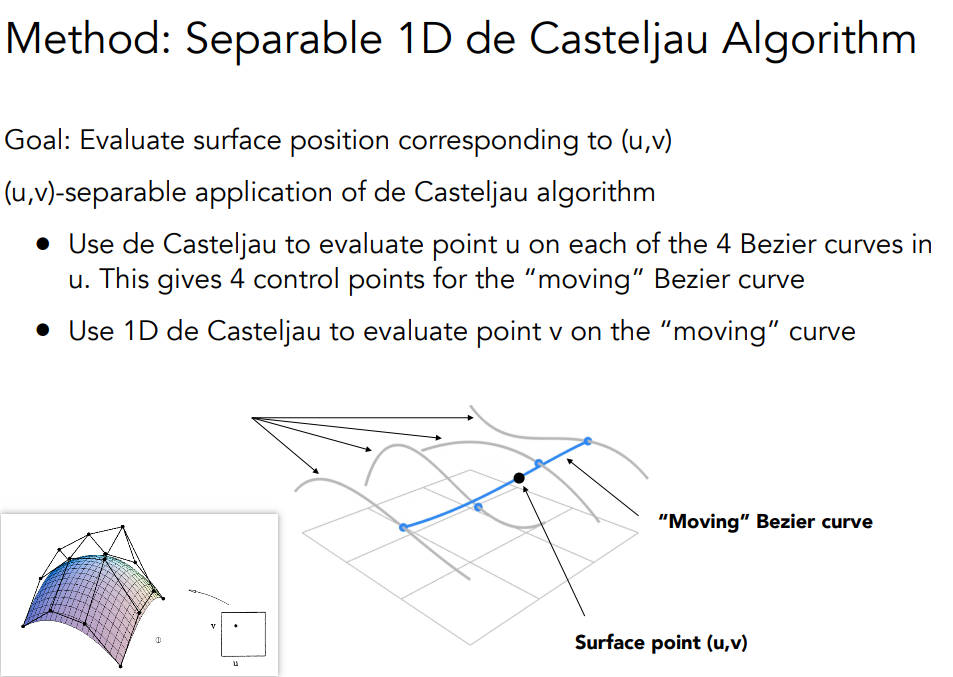 Method: Separable 1D de Casteljau Algorithm
Goal: Evaluate surface position corresponding to (u,v)
(u,v)-separable application of de Casteljau algorithm
● Use de Casteljau to evaluate point u on each of the 4 Bezier curves in
u. This gives 4 control points for the “moving” Bezier curve
● Use 1D de Casteljau to evaluate point v on the “moving” curve
“Moving” Bezier curve
v
u
Surface point (u,v)